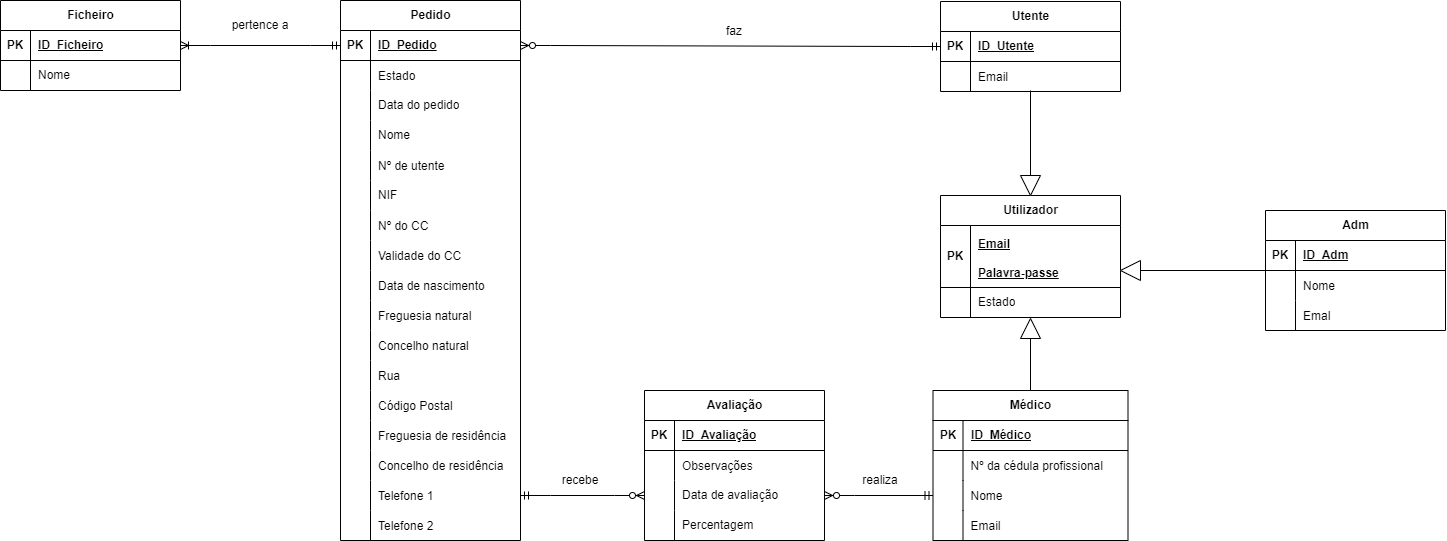 Ficheiro
PK ID_Ficheiro
Nome
pertence a
Pedido
PK ID_Pedido
Estado
Data do pedido
Nome
Nº de utente
NIF
Nº do CC
Validade do CC
Data de nascimento
Freguesia natural
Concelho natural
Rua
Código Postal
Freguesia de residência
Concelho de residência
Telefone 1
Telefone 2
faz
Utente
PK ID_Utente
Email
Utilizador
PK
Email
Palavra-passe
Estado
Adm
PK ID_Adm
Nome
Emal
recebe
Avaliação
PK ID_Avaliação
Observações
Data de avaliação
Percentagem
realiza
Médico
PK ID_Médico
Nº da cédula profissional
Nome
Email